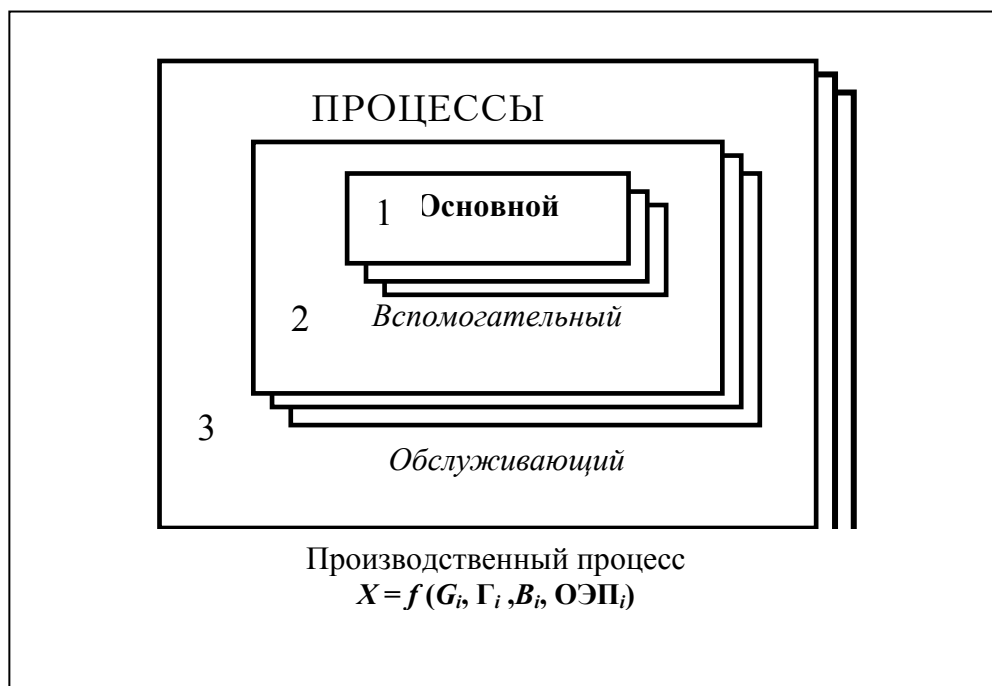 ПРОЦЕССЫ
1 Основной
2 Вспомогательный
3
Обслуживающий
Производственный процесс
X = f (Gi, Гi ,Bi, ОЭПi)